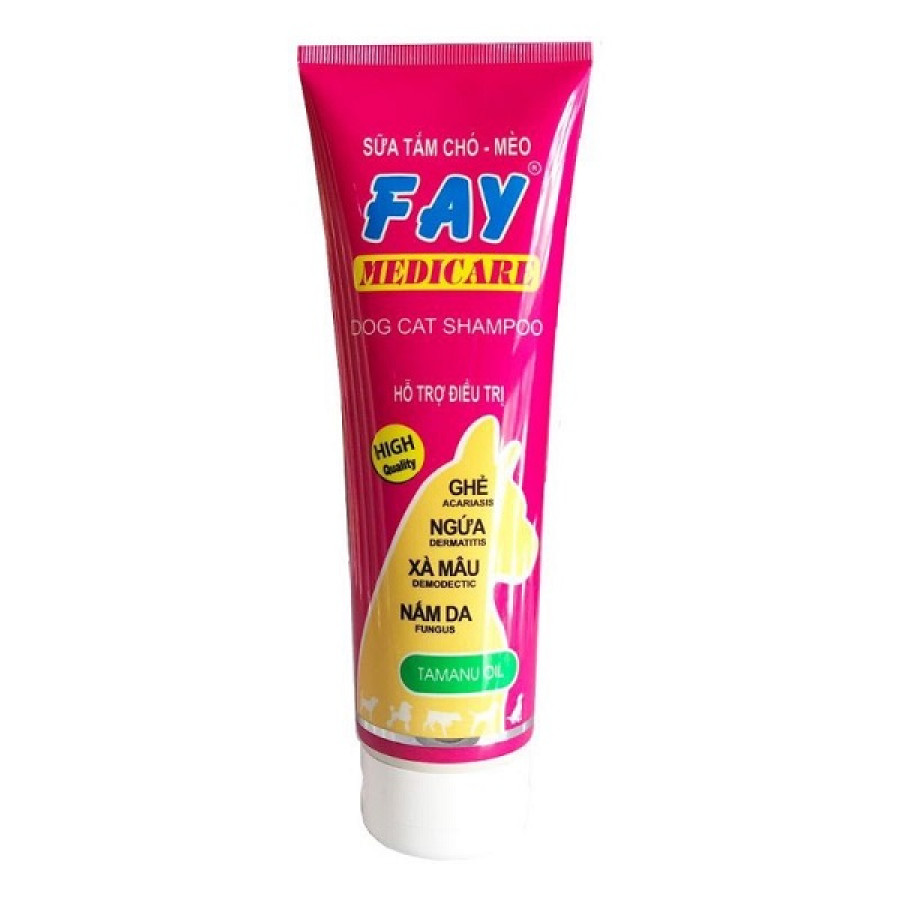 SỮA TẮM CHÓ - MÈO
FAY®
MEDICARE
DOG CAT SHAMPOO
HỖ TRỢ ĐIỀU TRỊ
HIGH
Quality
GHẺ
ACARIASIS
NGỨA
DERMATITIS
XÀ MÂU
DEMODECTIC
NẤM DA
FUNGUS
TAMANU OIL